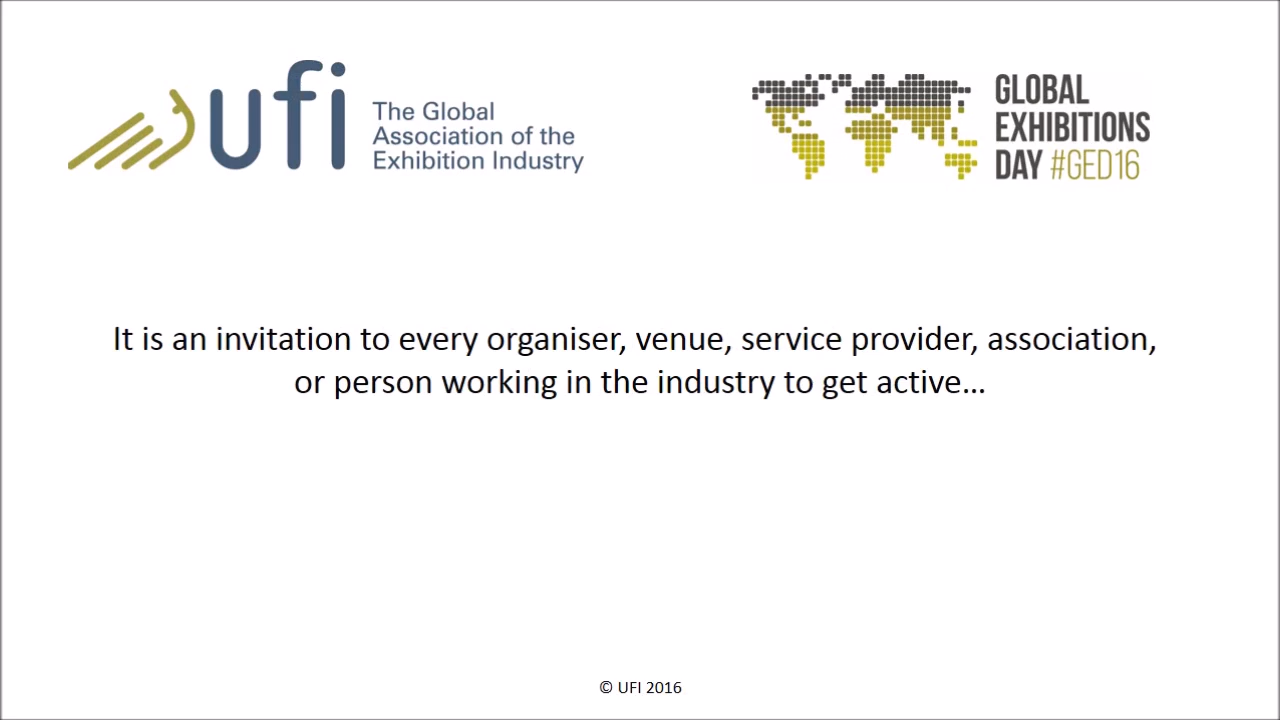 ufi
The Global
Association of the
Exhibition Industry
GLOBAL
EXHIBITIONS
DAY #GED16
It is an invitation to every organiser, venue, service provider, association,
or person working in the industry to get active...
© UFI 2016